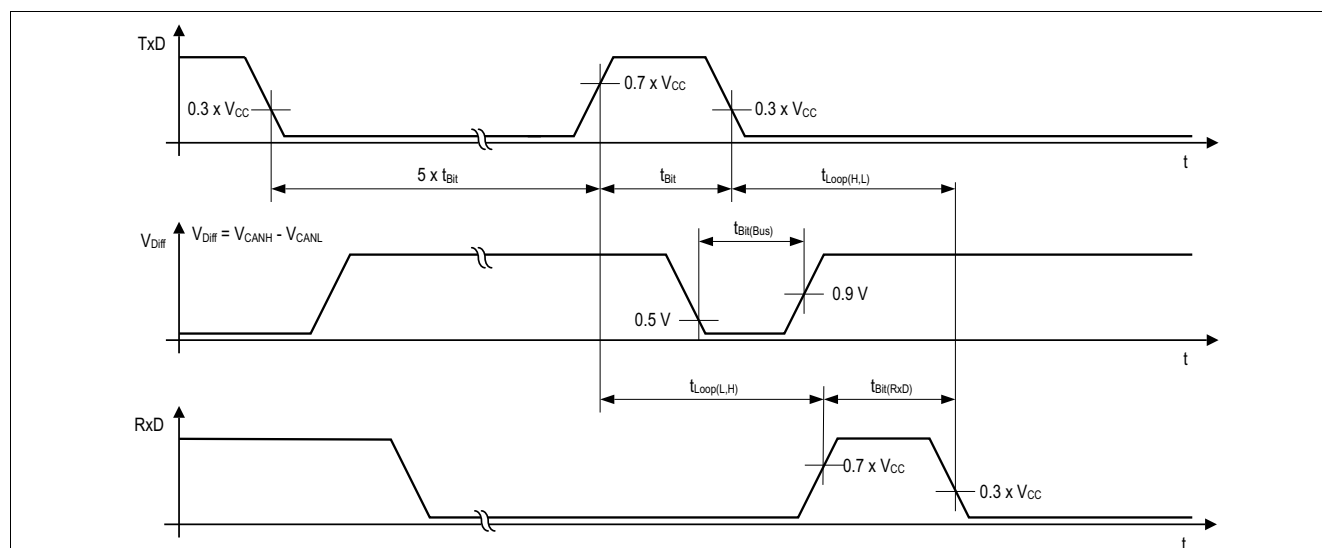 TxD
0.7 x VCC
0.3 x VCC
0.3 x VCC
t
5 x tBit
tBit
tLoop(H,L)
VDiff
VDiff = VCANH - VCANL
tBit(Bus)
0.9 V
0.5 V
t
tLoop(L,H)
tBit(RxD)
RxD
0.7 x VCC
0.3 x VCC
t